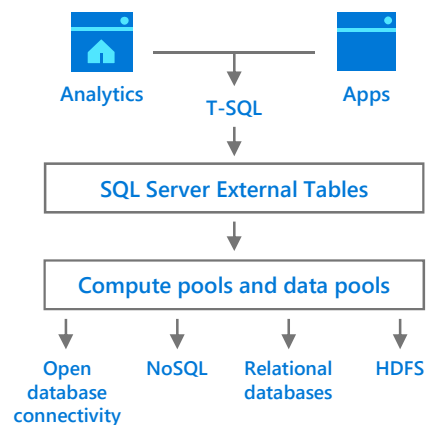 Analytics
Apps
T-SQL
SQL Server External Tables
Compute pools and data pools
Open
database
connectivity
NoSQL
Relational
databases
HDFS